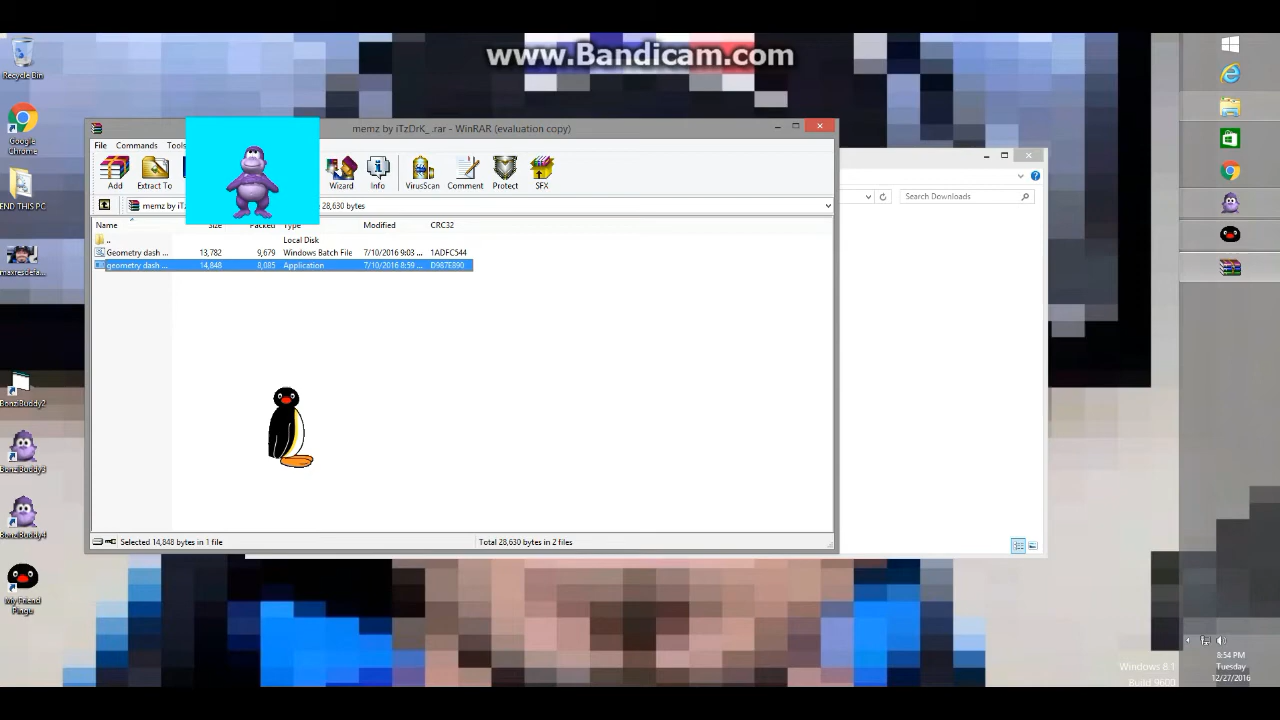 www.Bandicam.com
Recycle Bin
Google
Chrome
END THIS PC
maxresdefa...
BonziBuddy2
BonziBuddy3
BonziBuddy4
My Friend
Pingu
memz by iTzDrK_.rar - WinRAR (evaluation copy)
File Commands Tools
Add Extract To Wizard Info VirusScan Comment Protect SFX
memz by iTz 28,630 bytes
Name Size Packed Type Modified CRC32
.. Local Disk
Geometry dash ... 13,782 9,679 Windows Batch File 7/10/2016 9:03 ... 1ADFC544
geometry dash ... 14,848 8,085 Application 7/10/2016 8:59 ... D987E890
Selected 14,848 bytes in 1 file Total 28,630 bytes in 2 files
Search Downloads
8:54 PM
Tuesday
12/27/2016
Windows 8.1
Build 9600